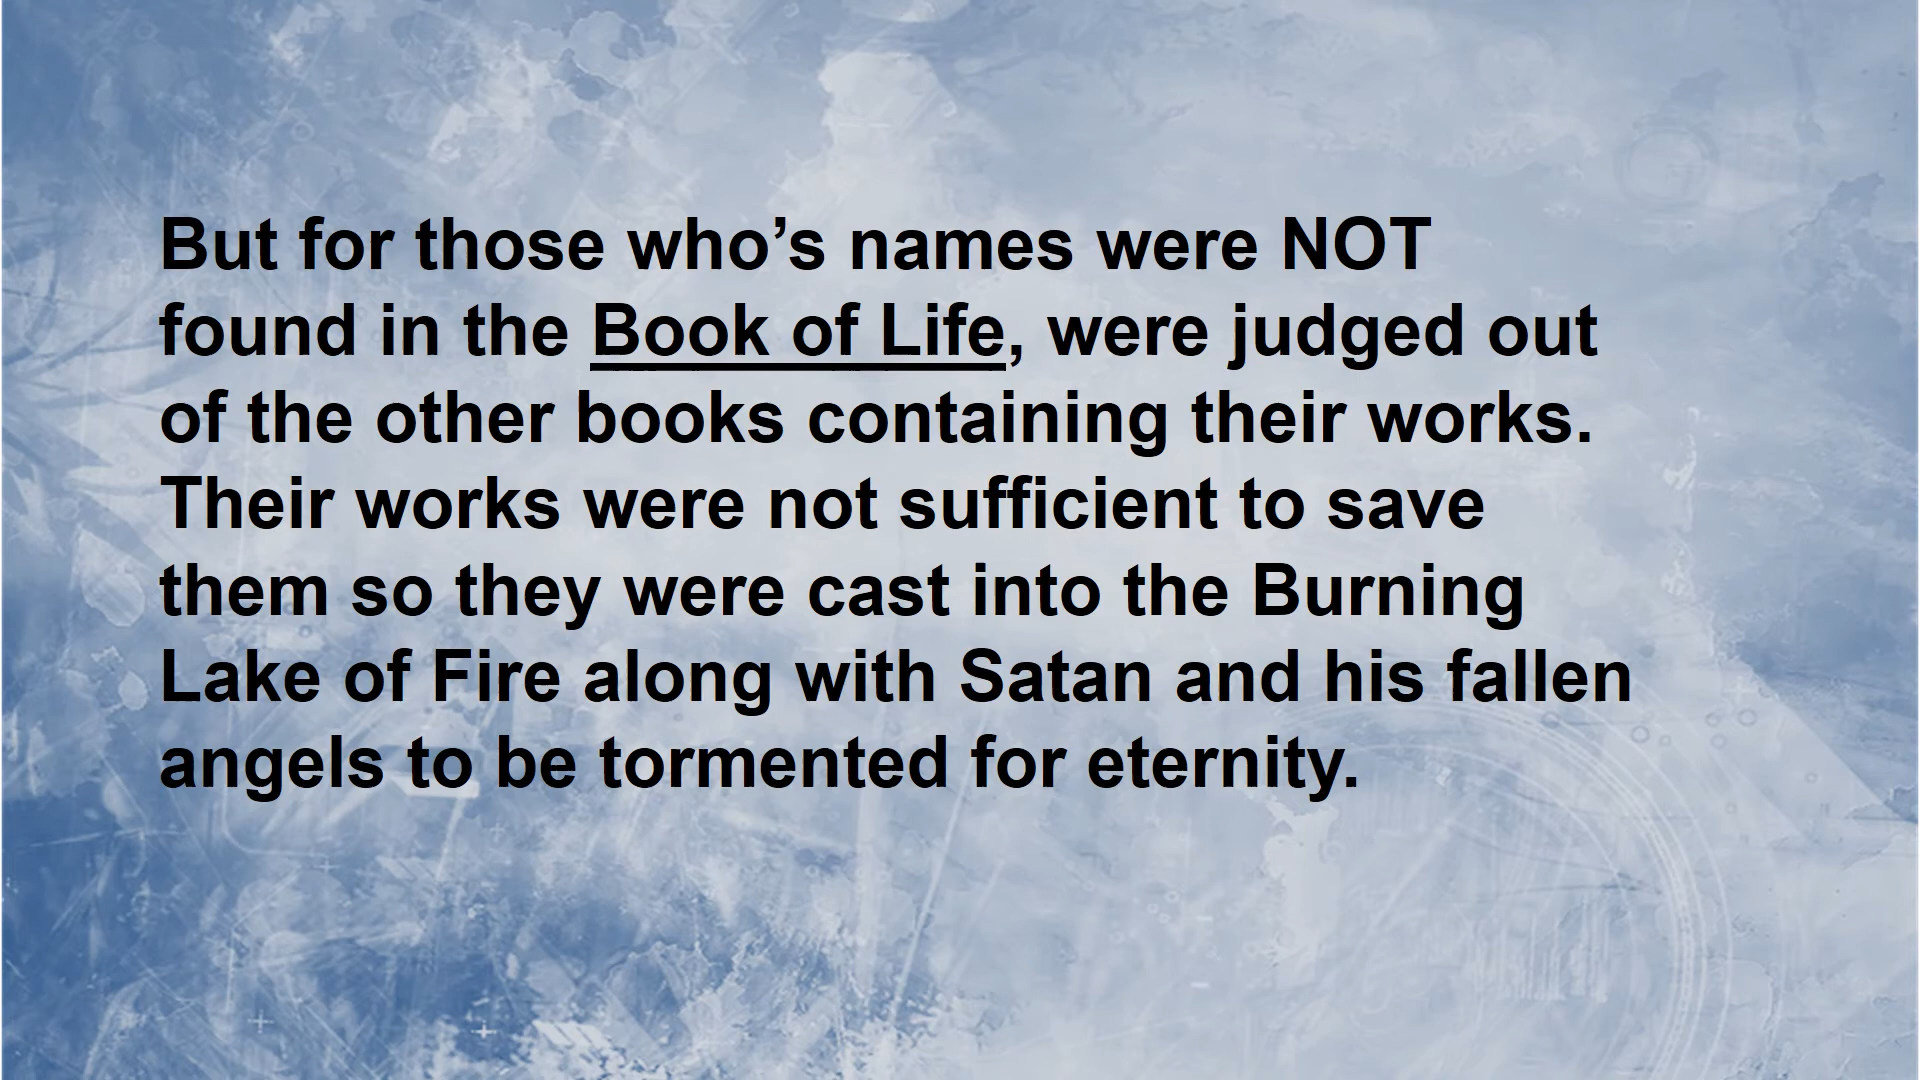 But for those who’s names were NOT
found in the Book of Life, were judged out
of the other books containing their works.
Their works were not sufficient to save
them so they were cast into the Burning
Lake of Fire along with Satan and his fallen
angels to be tormented for eternity.